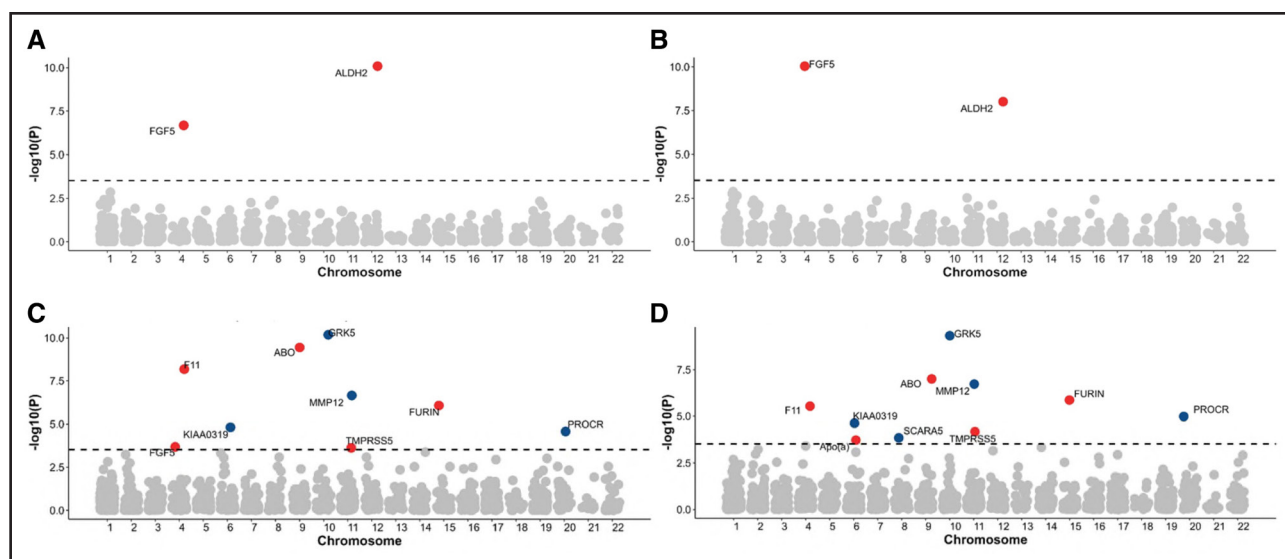 A
-log10(P)
10.0
7.5
5.0
2.5
0.0
ALDH2
FGF5
1 2 3 4 5 6 7 8 9 10 11 12 13 14 15 16 17 18 19 20 21 22
Chromosome
B
-log10(P)
10.0
7.5
5.0
2.5
0.0
FGF5
ALDH2
1 2 3 4 5 6 7 8 9 10 11 12 13 14 15 16 17 18 19 20 21 22
Chromosome
C
-log10(P)
10.0
7.5
5.0
2.5
0.0
GRK5
ABO
F11
MMP12
FURIN
KIAA0319
PROCR
FGF5
TMPRSS5
1 2 3 4 5 6 7 8 9 10 11 12 13 14 15 16 17 18 19 20 21 22
Chromosome
D
-log10(P)
10.0
7.5
5.0
2.5
0.0
GRK5
ABO
MMP12
FURIN
F11
KIAA0319
PROCR
SCARA5
TMPRSS5
Apo(a)
1 2 3 4 5 6 7 8 9 10 11 12 13 14 15 16 17 18 19 20 21 22
Chromosome